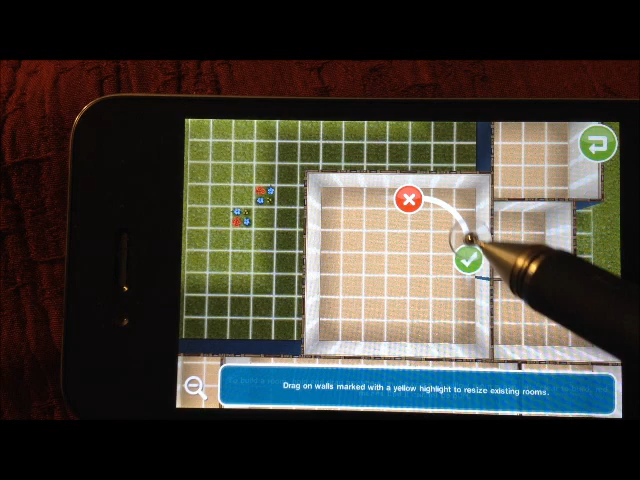 Drag on walls marked with a yellow highlight to resize existing rooms.